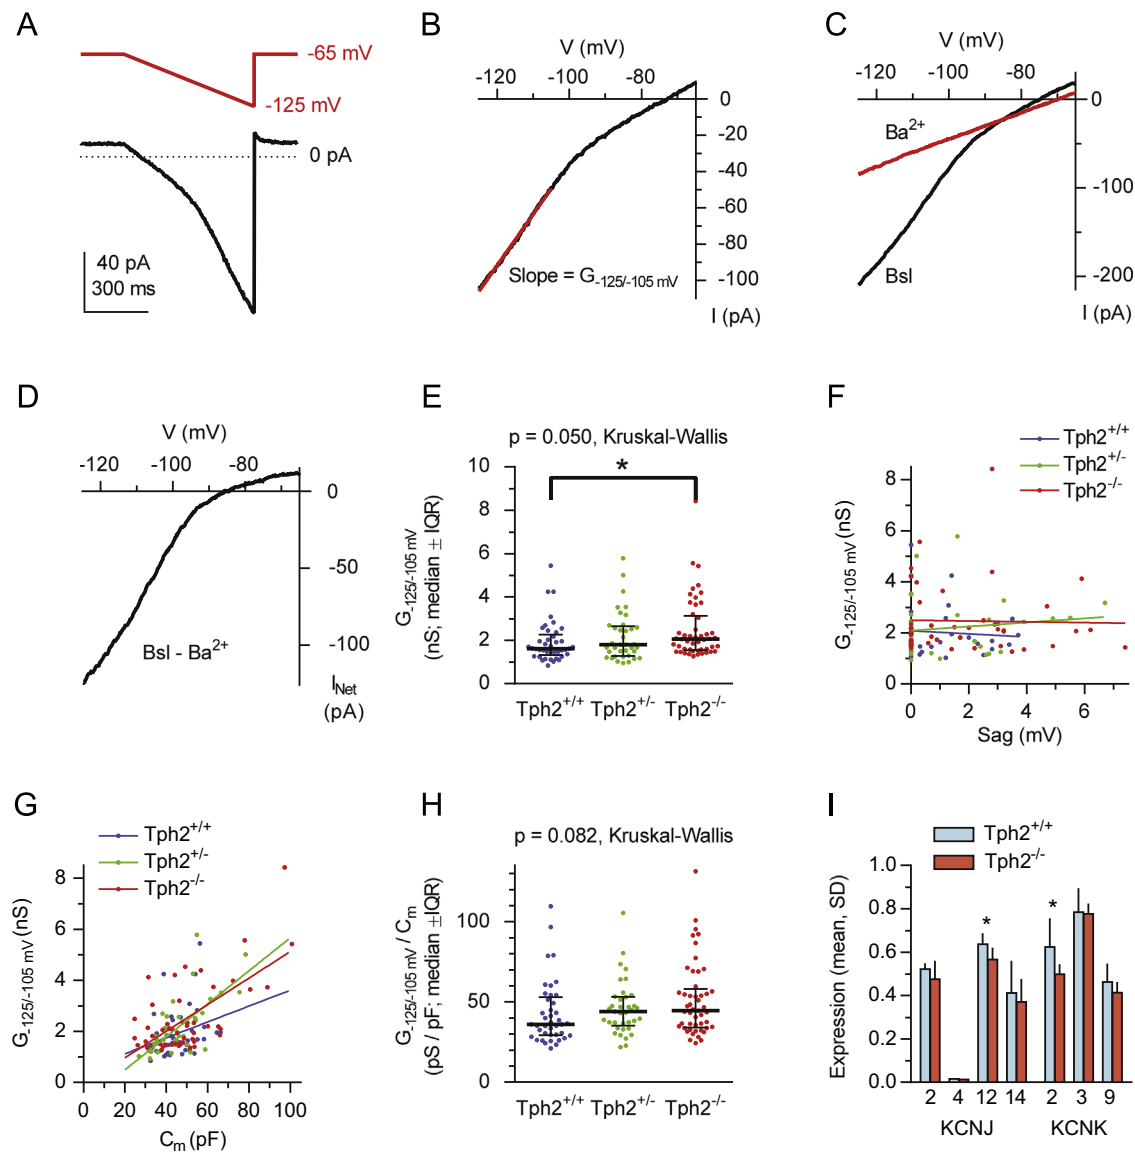 A
-65 mV
-125 mV
0 pA
40 pA
300 ms
B
V (mV)
-120 -100 -80
0
-20
-40
-60
-80
-100
Slope = G-125/-105 mV
I (pA)
C
V (mV)
-120 -100 -80
0
-100
-200
Ba2+
Bsl
I (pA)
D
V (mV)
-120 -100 -80
0
-50
-100
Bsl - Ba2+
INet
(pA)
E
p = 0.050, Kruskal-Wallis
*
G-125/-105 mV
(nS; median ± IQR)
10
8
6
4
2
0
Tph2+/+ Tph2+/- Tph2-/-
F
Tph2+/+
Tph2+/-
Tph2-/-
G-125/-105 mV (nS)
8
6
4
2
0
0 2 4 6
Sag (mV)
G
Tph2+/+
Tph2+/-
Tph2-/-
G-125/-105 mV (nS)
8
6
4
2
0
0 20 40 60 80 100
Cm (pF)
H
p = 0.082, Kruskal-Wallis
G-125/-105 mV / Cm
(pS / pF; median ±IQR)
100
50
0
Tph2+/+ Tph2+/- Tph2-/-
I
Tph2+/+
Tph2-/-
Expression (mean, SD)
1.0
0.8
0.6
0.4
0.2
0.0
* *
2 4 12 14 2 3 9
KCNJ KCNK